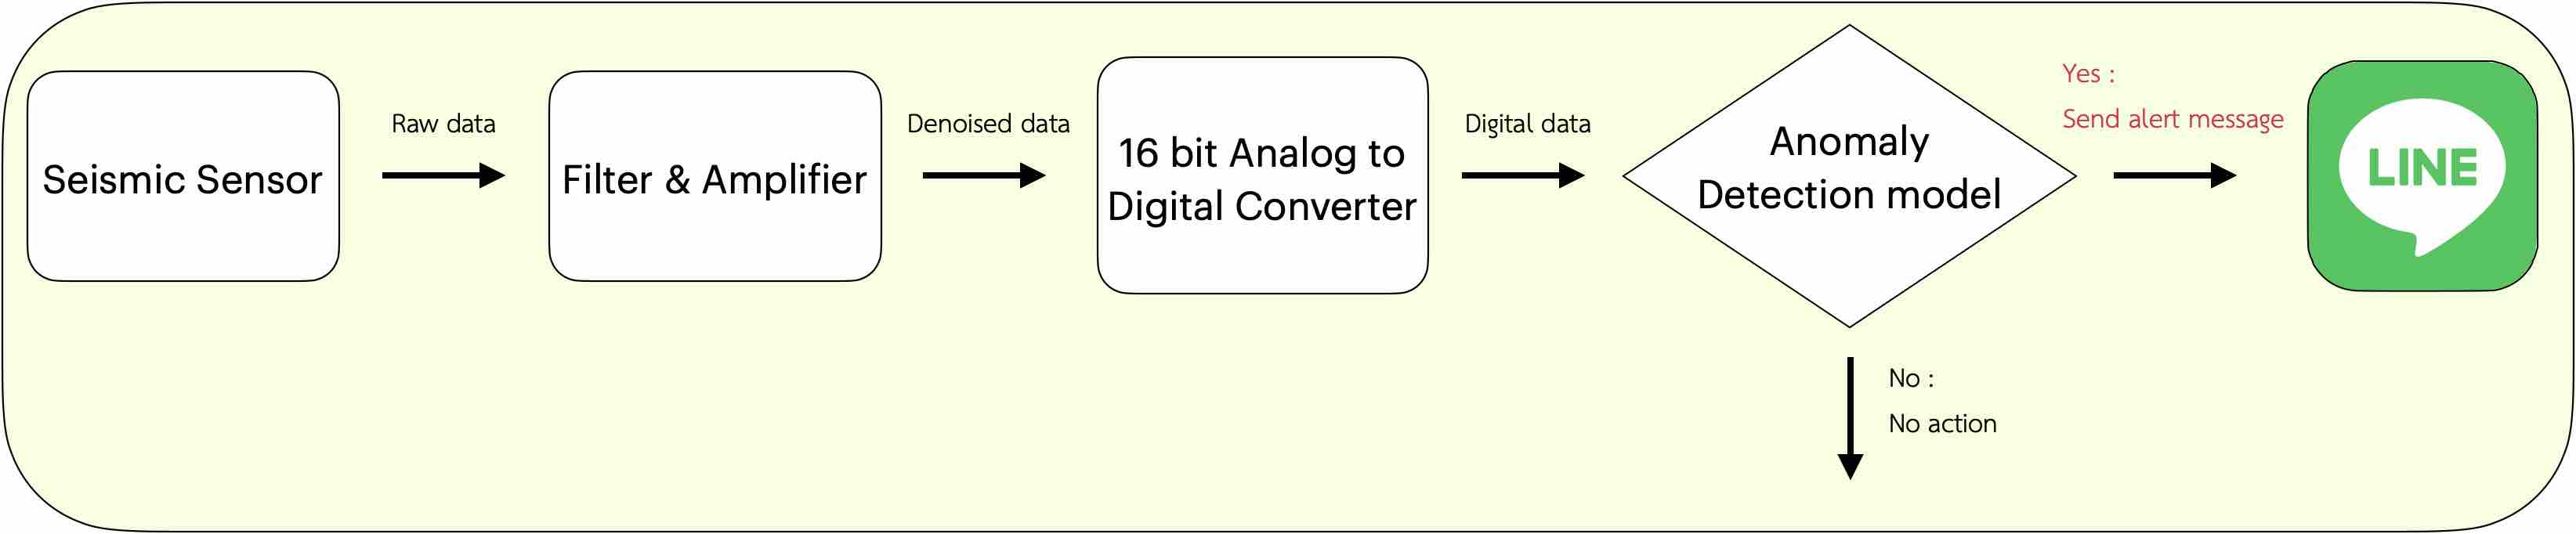 Seismic Sensor
Raw data
Filter & Amplifier
Denoised data
16 bit Analog to
Digital Converter
Digital data
Anomaly
Detection model
Yes :
Send alert message
LINE
No :
No action